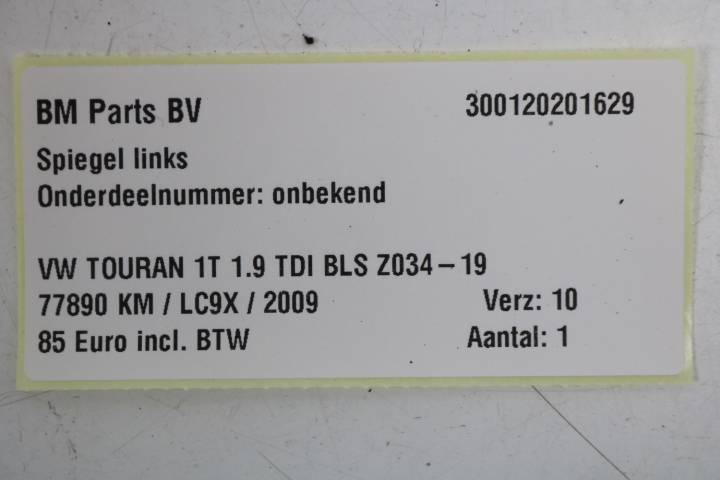 BM Parts BV 300120201629
Spiegel links
Onderdeelnummer: onbekend
VW TOURAN 1T 1.9 TDI BLS Z034-19
77890 KM / LC9X / 2009 Verz: 10
85 Euro incl. BTW Aantal: 1